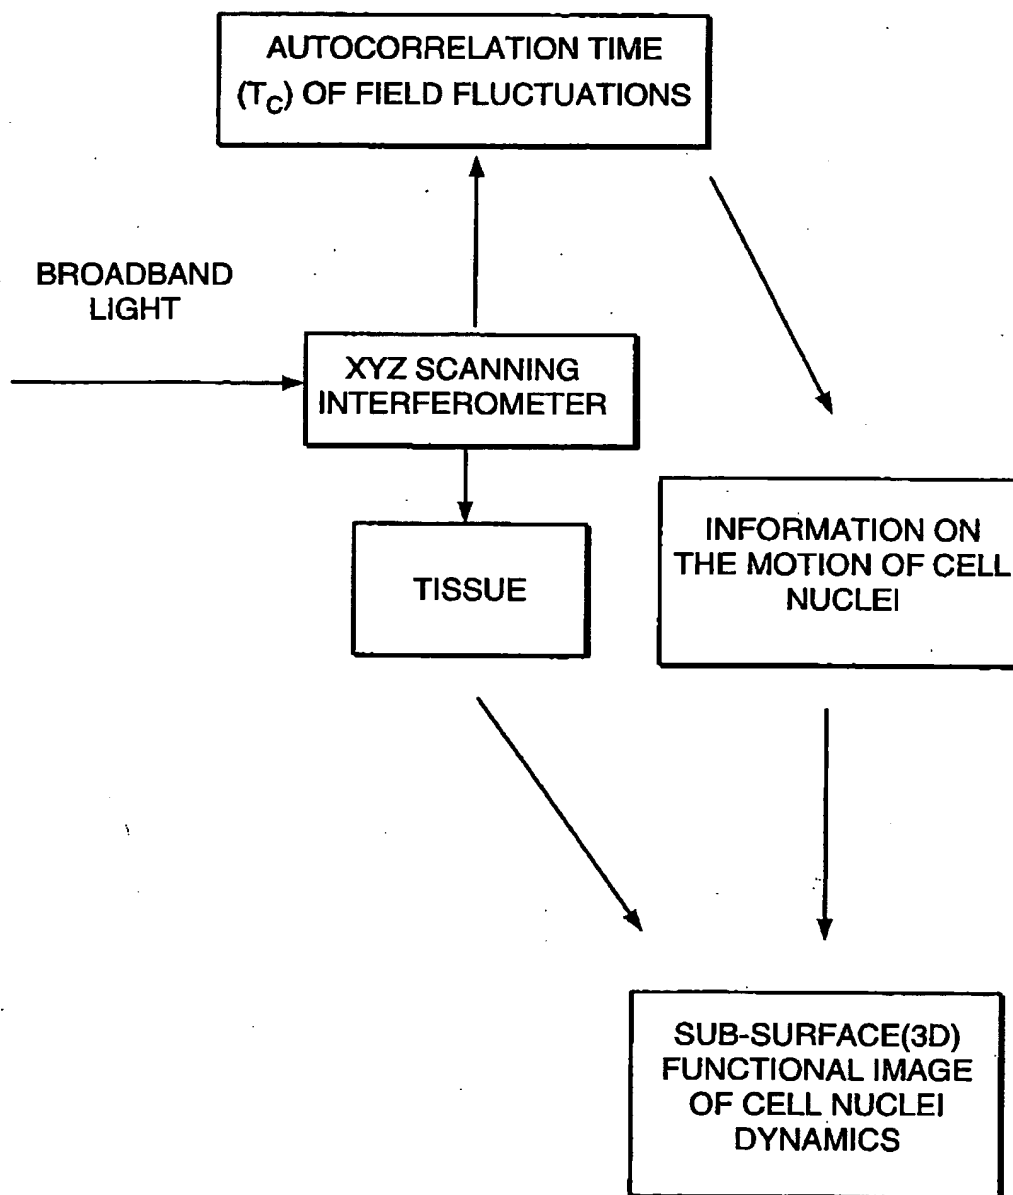 AUTOCORRELATION TIME
(TC) OF FIELD FLUCTUATIONS
BROADBAND
LIGHT
XYZ SCANNING
INTERFEROMETER
TISSUE
INFORMATION ON
THE MOTION OF CELL
NUCLEI
SUB-SURFACE(3D)
FUNCTIONAL IMAGE
OF CELL NUCLEI
DYNAMICS